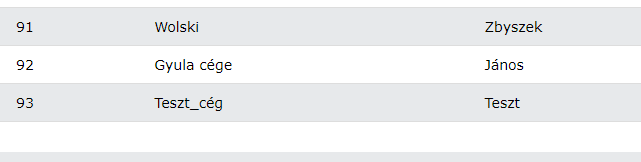 91 Wolski Zbyszek
92 Gyula cége János
93 Teszt_cég Teszt